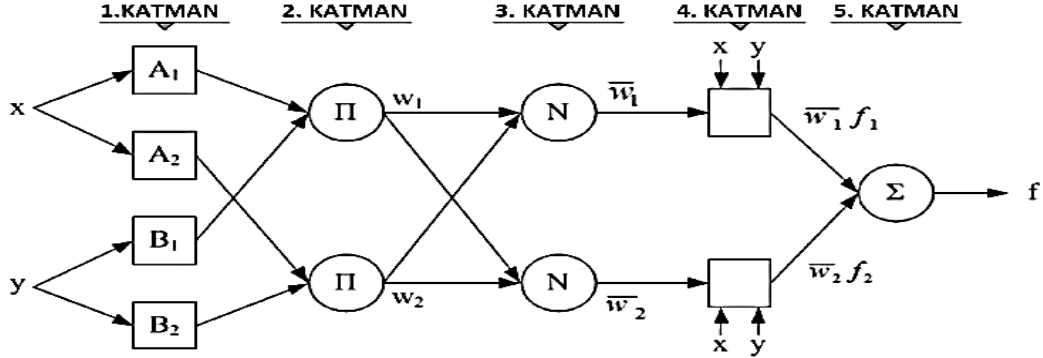 1.KATMAN 2. KATMAN 3. KATMAN 4. KATMAN 5. KATMAN
x y
A₁
w̅₁
x
Π w₁ N
w̅₁ f₁
A₂
Σ f
B₁
w̅₂ f₂
y
Π w₂ N w̅₂
B₂
x y